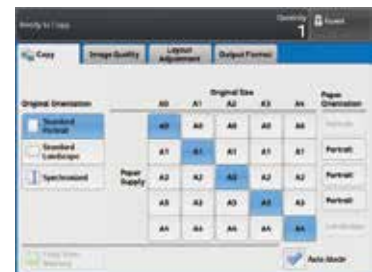 Ready to Copy
Quantity
1
Copy
Image Quality
Layout
Adjustment
Output Format
Original Size
Paper
Orientation
Original Orientation
A0 A1 A2 A3 A4
Standard
Portrait
A0 A0 A0 A0 A0
Standard
Landscape
A1 A1 A1 A1 A1 Portrait
Synchronized
Paper
Supply
A2 A2 A2 A2 A2 Portrait
A3 A3 A3 A3 A3 Portrait
A4 A4 A4 A4 A4 Landscape
Auto Mode